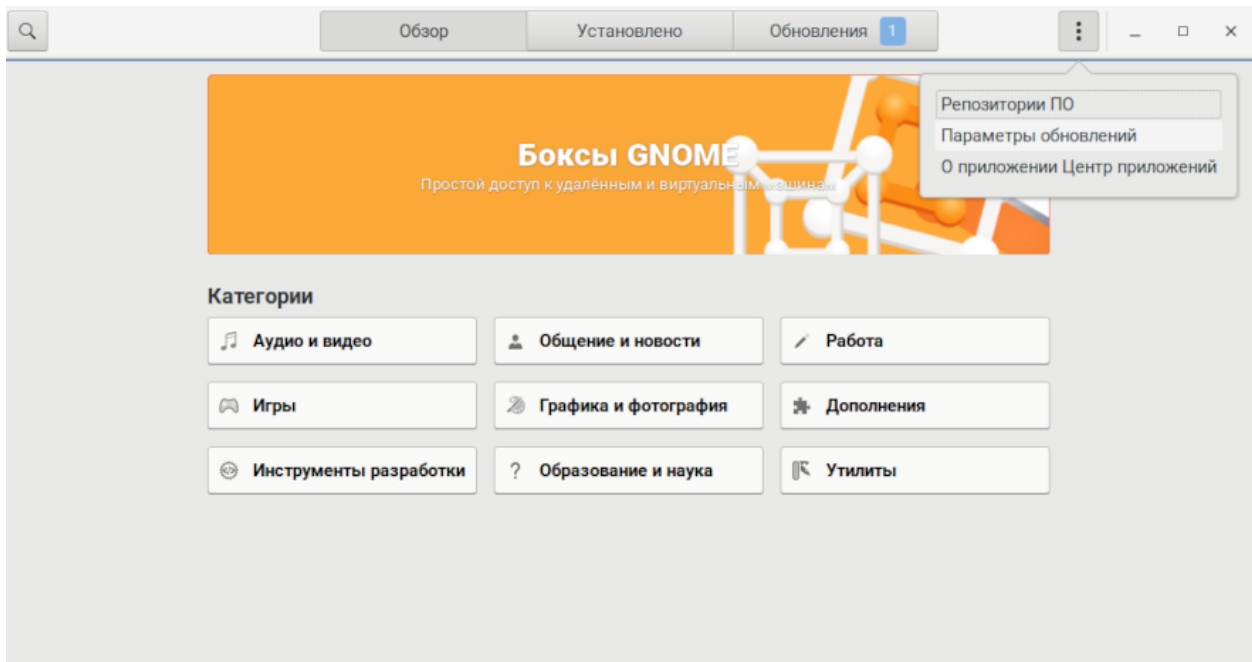 Обзор
Установлено
Обновления 1
Репозитории ПО
Параметры обновлений
О приложении Центр приложений
Боксы GNOME
Простой доступ к удалённым и виртуальным машинам
Категории
Аудио и видео
Общение и новости
Работа
Игры
Графика и фотография
Дополнения
Инструменты разработки
Образование и наука
Утилиты